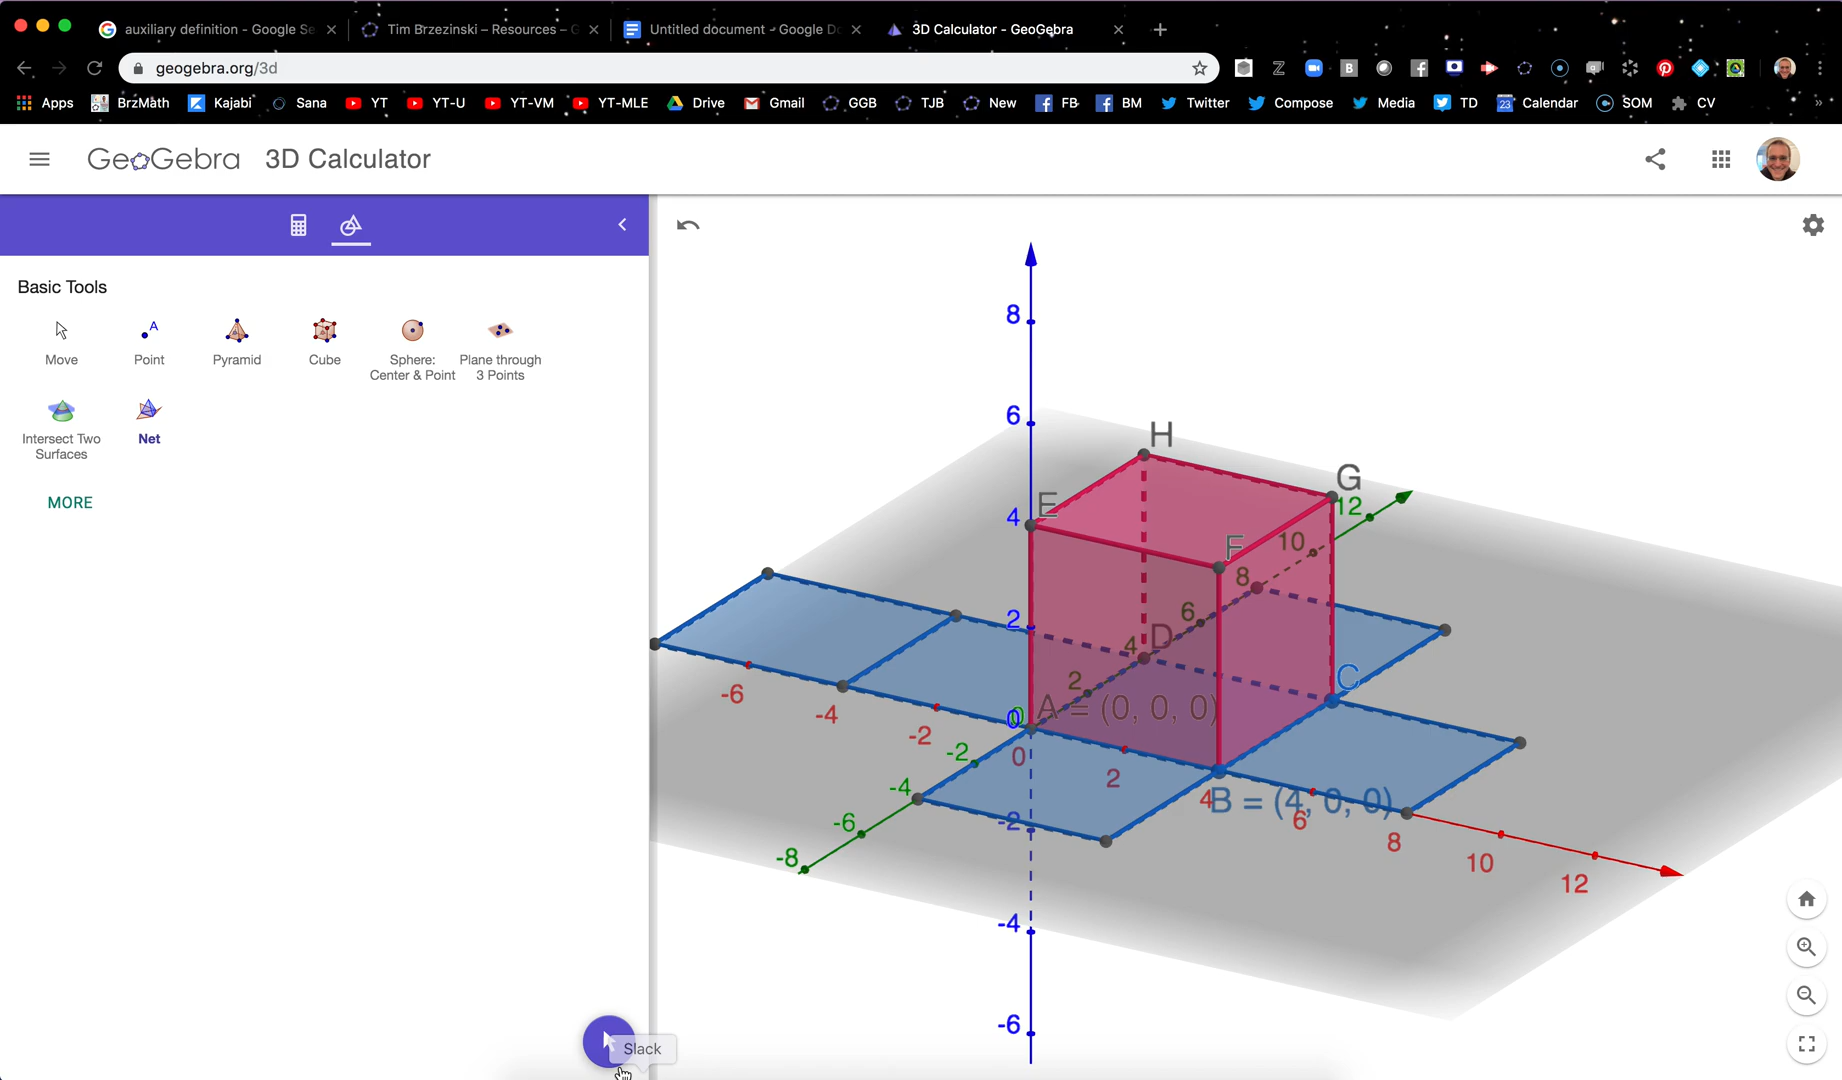 auxiliary definition - Google Se
Tim Brzezinski – Resources – G
Untitled document - Google Do
3D Calculator - GeoGebra
geogebra.org/3d
Apps
BrzMath
Kajabi
Sana
YT
YT-U
YT-VM
YT-MLE
Drive
Gmail
GGB
TJB
New
FB
BM
Twitter
Compose
Media
TD
23
Calendar
SOM
CV
»
GeoGebra
3D Calculator
Basic Tools
Move
A
Point
Pyramid
Cube
Sphere:
Center & Point
Plane through
3 Points
Intersect Two
Surfaces
Net
MORE
8
6
H
G
E
4
12
F
10
8
2
6
4
D
C
2
-6
-4
0
0
A = (0, 0, 0)
-2
-2
0
2
-4
4
B = (4, 0, 0)
6
-6
-2
8
-8
10
12
-4
-6
Slack